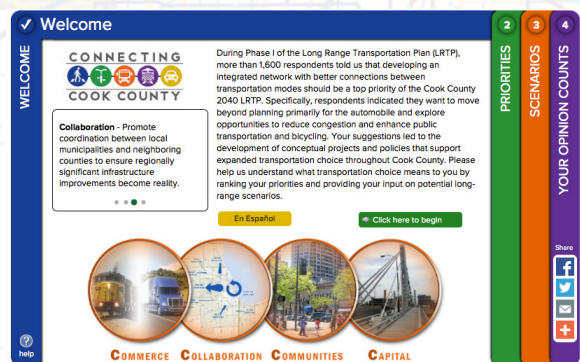 Welcome
WELCOME
CONNECTING
COOK COUNTY
Collaboration - Promote
coordination between local
municipalities and neighboring
counties to ensure regionally
significant infrastructure
improvements become reality.
During Phase I of the Long Range Transportation Plan (LRTP),
more than 1,600 respondents told us that developing an
integrated network with better connections between
transportation modes should be a top priority of the Cook County
2040 LRTP. Specifically, respondents indicated they want to move
beyond planning primarily for the automobile and explore
opportunities to reduce congestion and enhance public
transportation and bicycling. Your suggestions led to the
development of conceptual projects and policies that support
expanded transportation choice throughout Cook County. Please
help us understand what transportation choice means to you by
ranking your priorities and providing your input on potential long-
range scenarios.
En Español
Click here to begin
COMMERCE COLLABORATION COMMUNITIES CAPITAL
? help
2
PRIORITIES
3
SCENARIOS
4
YOUR OPINION COUNTS
Share
f
+